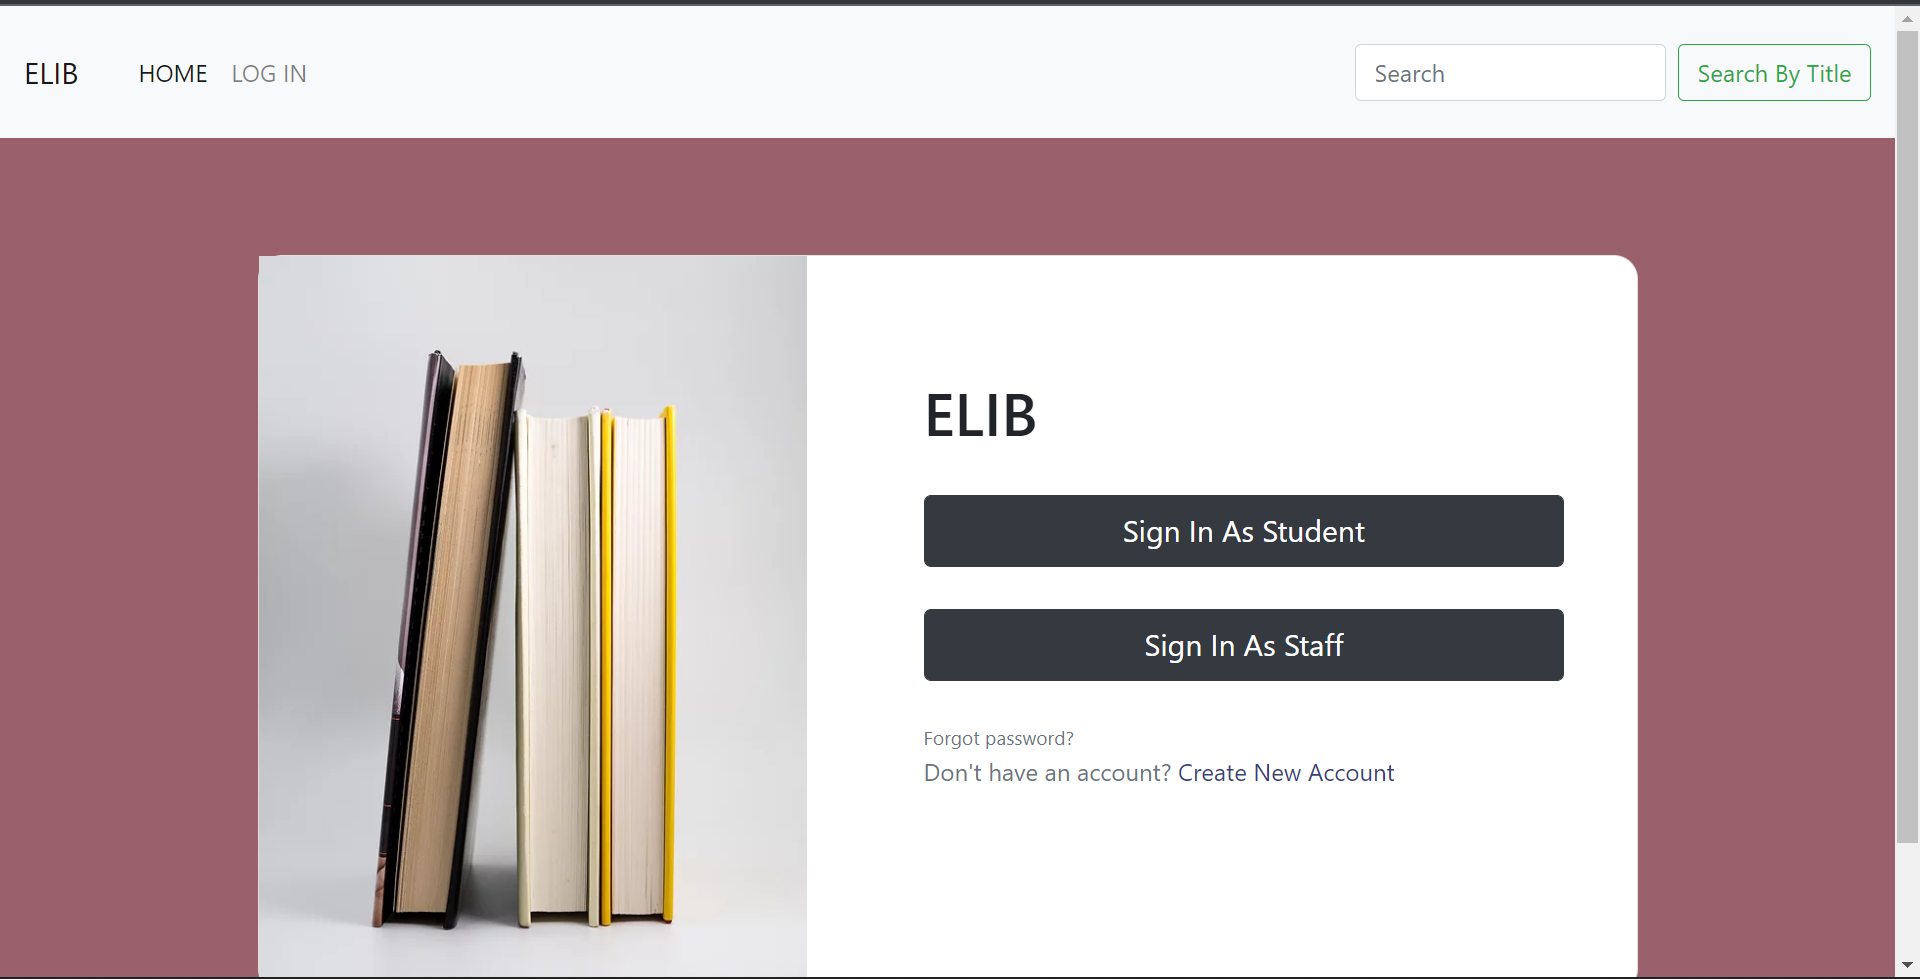 ELIB HOME LOG IN Search Search By Title
ELIB
Sign In As Student
Sign In As Staff
Forgot password?
Don't have an account? Create New Account